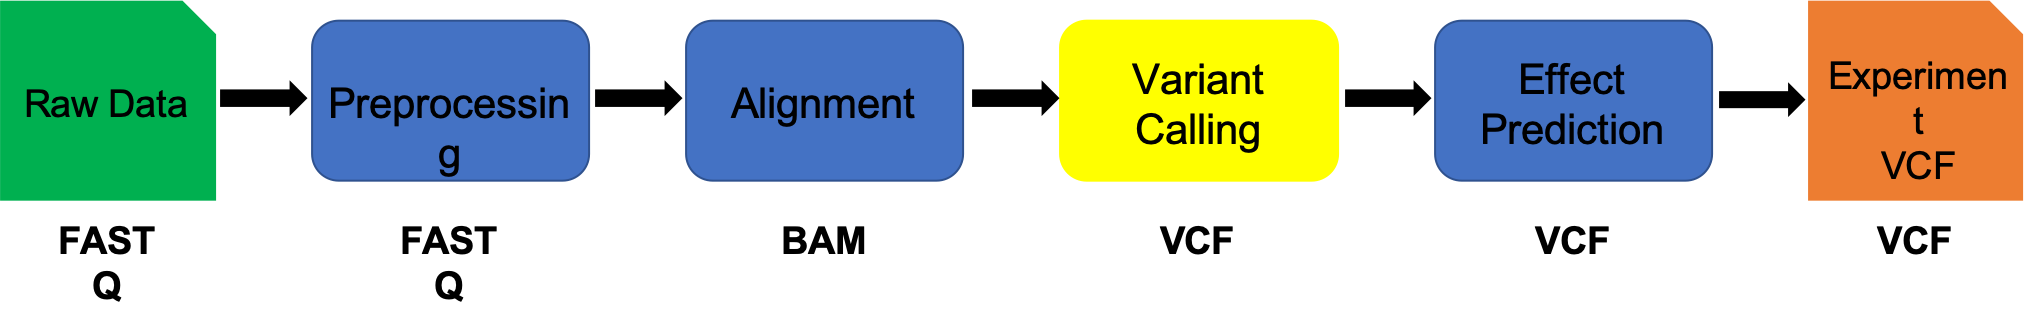 Raw Data
Preprocessin
g
Alignment
Variant
Calling
Effect
Prediction
Experimen
t
VCF
FAST
Q
FAST
Q
BAM
VCF
VCF
VCF